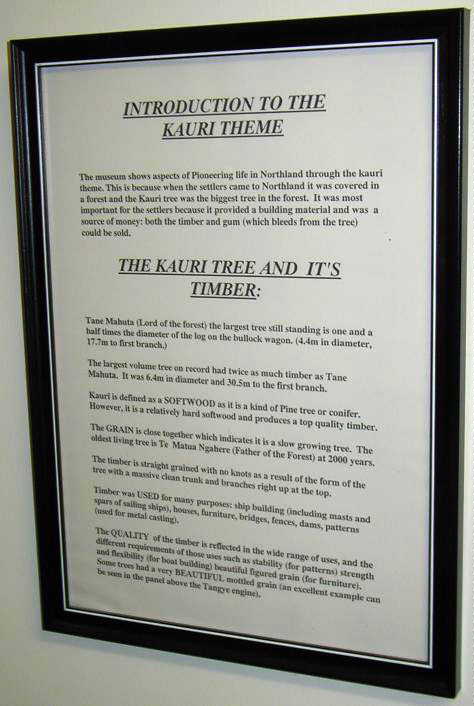 INTRODUCTION TO THE
KAURI THEME
The museum shows aspects of Pioneering life in Northland through the kauri
theme. This is because when the settlers came to Northland it was covered in
a forest and the Kauri tree was the biggest tree in the forest. It was most
important for the settlers because it provided a building material and was a
source of money: both the timber and gum (which bleeds from the tree)
could be sold.
THE KAURI TREE AND IT'S
TIMBER:
Tane Mahuta (Lord of the forest) the largest tree still standing is one and a
half times the diameter of the log on the bullock wagon. (4.4m in diameter,
17.7m to first branch.)
The largest volume tree on record had twice as much timber as Tane
Mahuta. It was 6.4m in diameter and 30.5m to the first branch.
Kauri is defined as a SOFTWOOD as it is a kind of Pine tree or conifer.
However, it is a relatively hard softwood and produces a top quality timber.
The GRAIN is close together which indicates it is a slow growing tree. The
oldest living tree is Te Matua Ngahere (Father of the Forest) at 2000 years.
The timber is straight grained with no knots as a result of the form of the
tree with a massive clean trunk and branches right up at the top.
Timber was USED for many purposes: ship building (including masts and
spars of sailing ships), houses, furniture, bridges, fences, dams, patterns
(used for metal casting).
The QUALITY of the timber is reflected in the wide range of uses, and the
different requirements of those uses such as stability (for patterns) strength
and flexibility (for boat building) beautiful figured grain (for furniture).
Some trees had a very BEAUTIFUL mottled grain (an excellent example can
be seen in the panel above the Tangye engine).